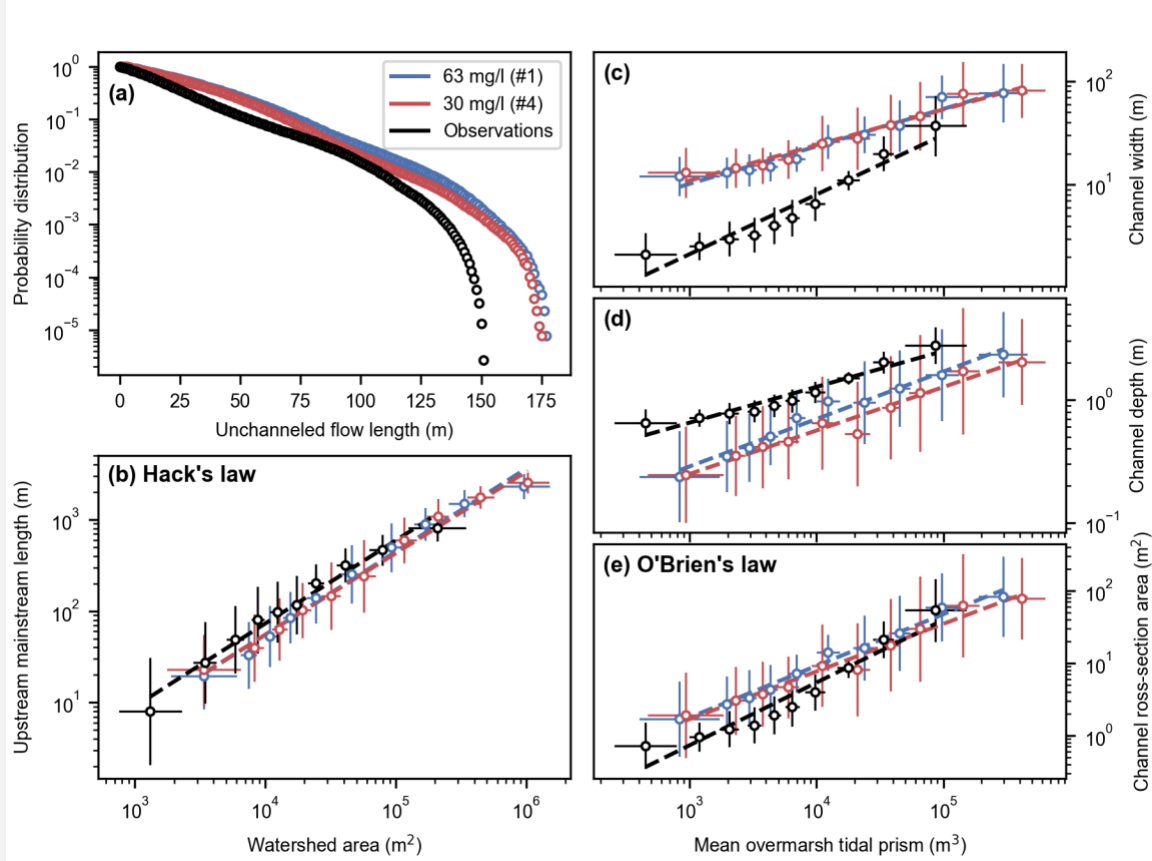 (a)
63 mg/l (#1)
30 mg/l (#4)
Observations
10⁰
10⁻¹
10⁻²
10⁻³
10⁻⁴
10⁻⁵
Probability distribution
0 25 50 75 100 125 150 175
Unchanneled flow length (m)
(b) Hack's law
10³
10²
10¹
Upstream mainstream length (m)
10³ 10⁴ 10⁵ 10⁶
Watershed area (m²)
(c)
10²
10¹
Channel width (m)
(d)
10⁰
10⁻¹
Channel depth (m)
(e) O'Brien's law
10²
10¹
10⁰
Channel ross-section area (m²)
10³ 10⁴ 10⁵
Mean overmarsh tidal prism (m³)